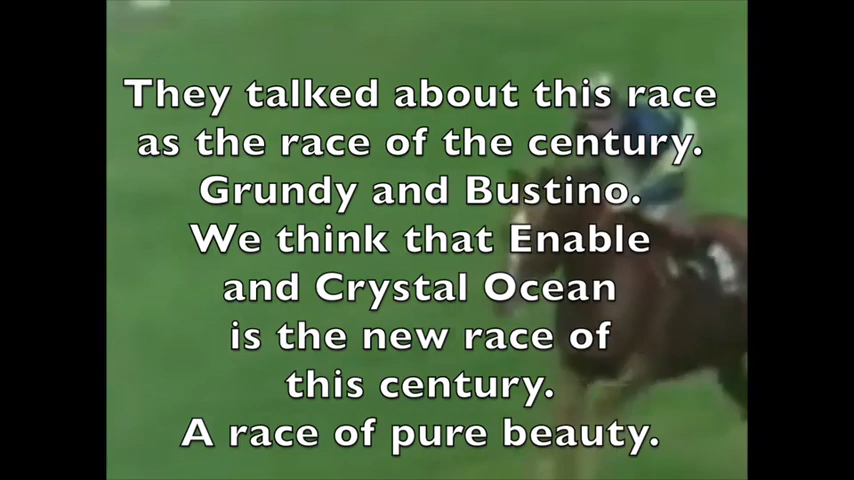 They talked about this race
as the race of the century.
Grundy and Bustino.
We think that Enable
and Crystal Ocean
is the new race of
this century.
A race of pure beauty.